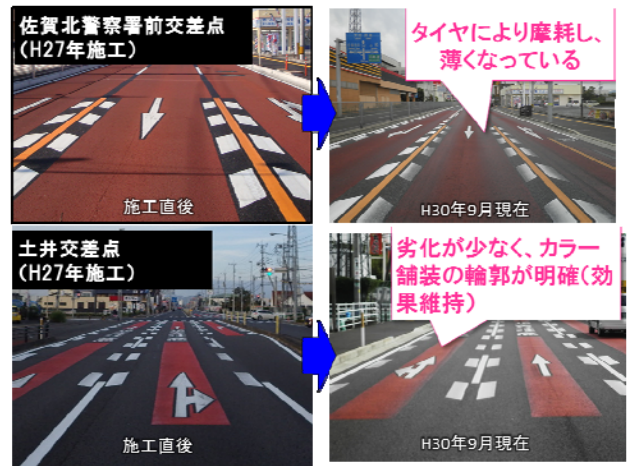 佐賀北警察署前交差点
(H27年施工)
施工直後
タイヤにより摩耗し、
薄くなっている
H30年9月現在
土井交差点
(H27年施工)
施工直後
劣化が少なく、カラー
舗装の輪郭が明確(効
果維持)
H30年9月現在